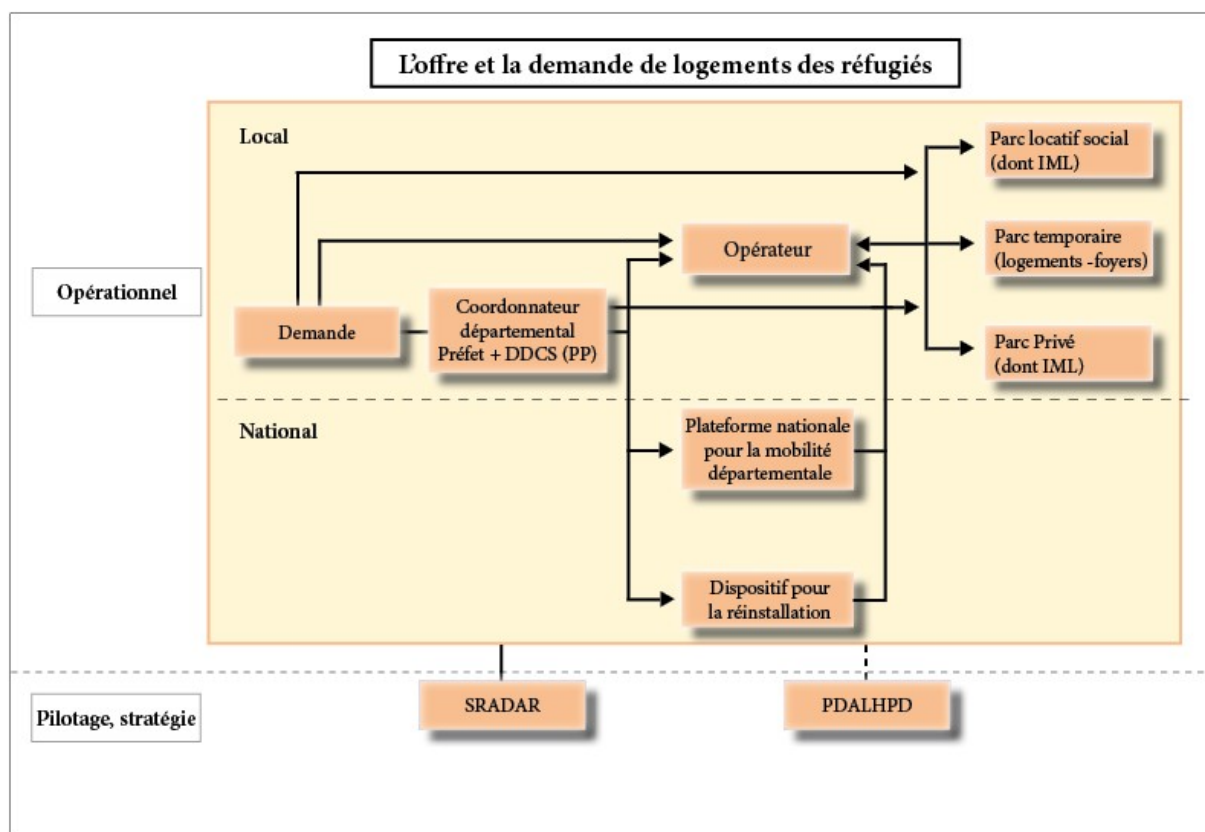 L'offre et la demande de logements des réfugiés
Local
Parc locatif social
(dont IML)
Opérateur
Parc temporaire
(logements -foyers)
Opérationnel
Demande
Coordonnateur
départemental
Préfet + DDCS (PP)
Parc Privé
(dont IML)
National
Plateforme nationale
pour la mobilité
départementale
Dispositif pour
la réinstallation
Pilotage, stratégie
SRADAR
PDALHPD